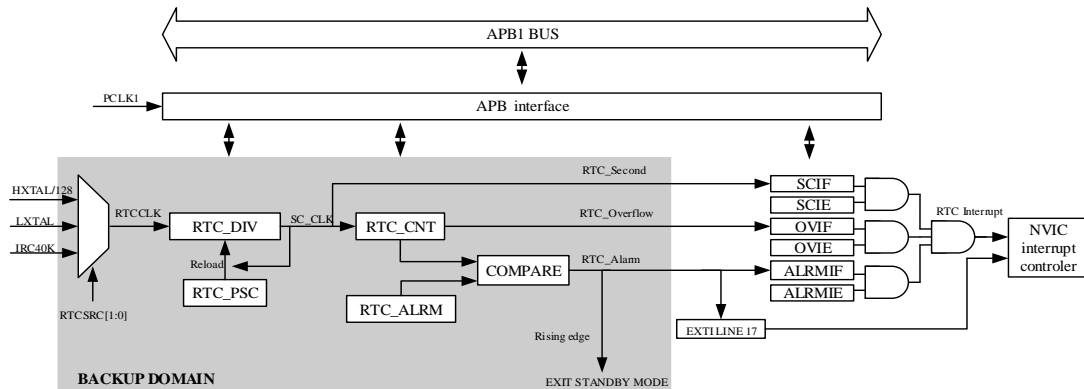 APB1 BUS
PCLK1
APB interface
HXTAL/128
LXTAL
IRC40K
RTCSRC[1:0]
RTCCLK
RTC_DIV
SC_CLK
Reload
RTC_PSC
RTC_CNT
RTC_ALRM
COMPARE
RTC_Second
RTC_Overflow
RTC_Alarm
Rising edge
EXIT STANDBY MODE
BACKUP DOMAIN
SCIF
SCIE
OVIF
OVIE
ALRMIF
ALRMIE
EXTI LINE 17
RTC Interrupt
NVIC
interrupt
controler